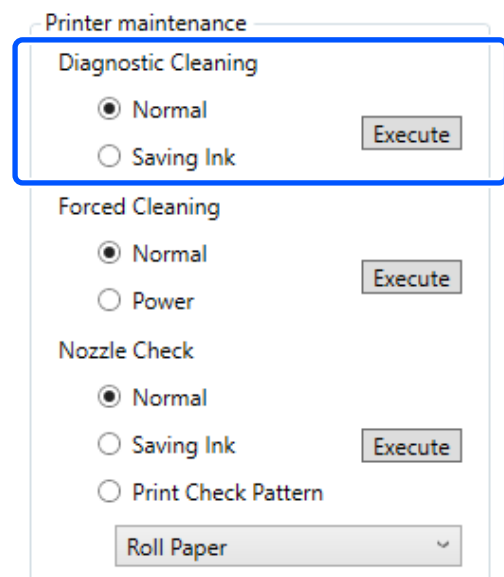 Printer maintenance
Diagnostic Cleaning
Normal
Execute
Saving Ink
Forced Cleaning
Normal
Execute
Power
Nozzle Check
Normal
Saving Ink
Execute
Print Check Pattern
Roll Paper